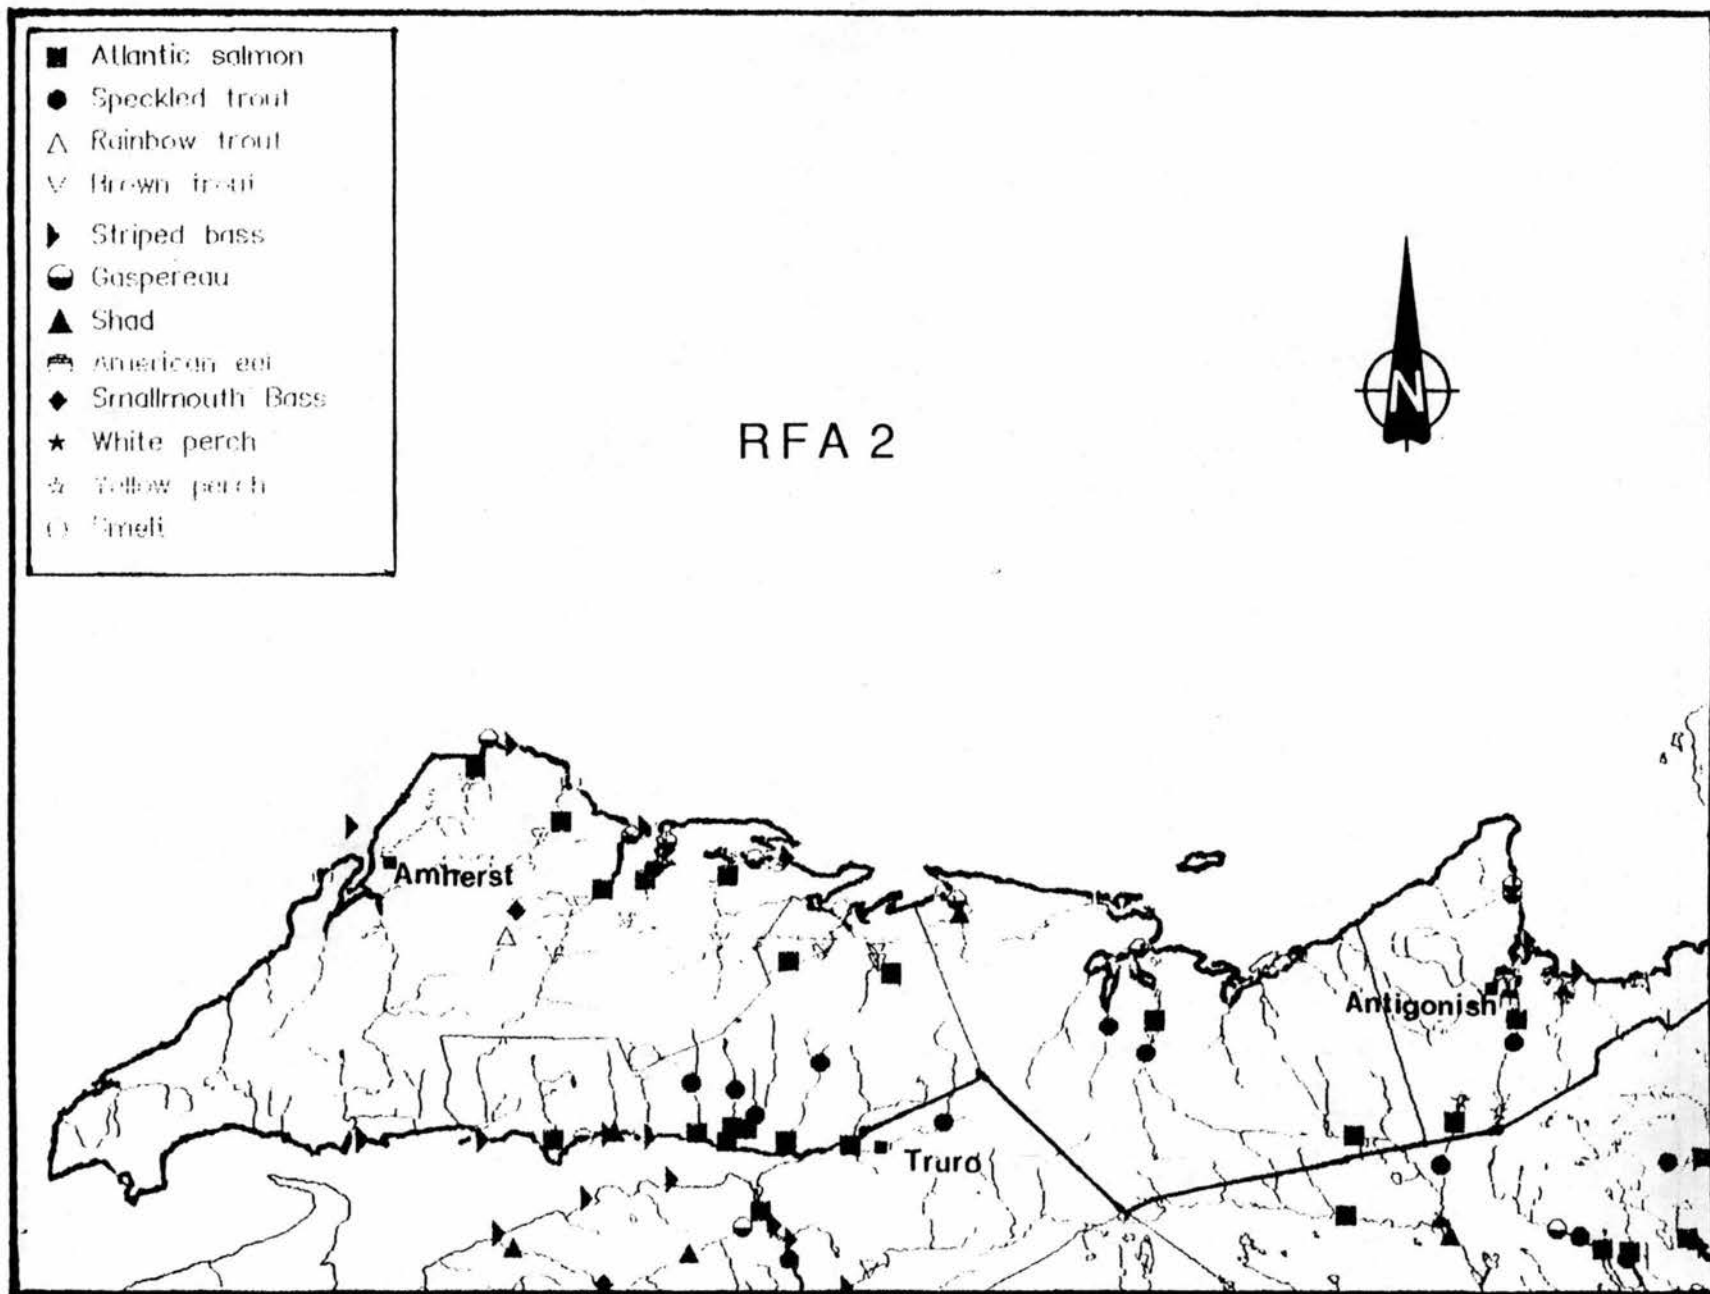 Atlantic salmon
Speckled trout
Rainbow trout
Brown trout
Striped bass
Gaspereau
Shad
American eel
Smallmouth Bass
White perch
Yellow perch
Smelt
N
RFA 2
Amherst
Antigonish
Truro